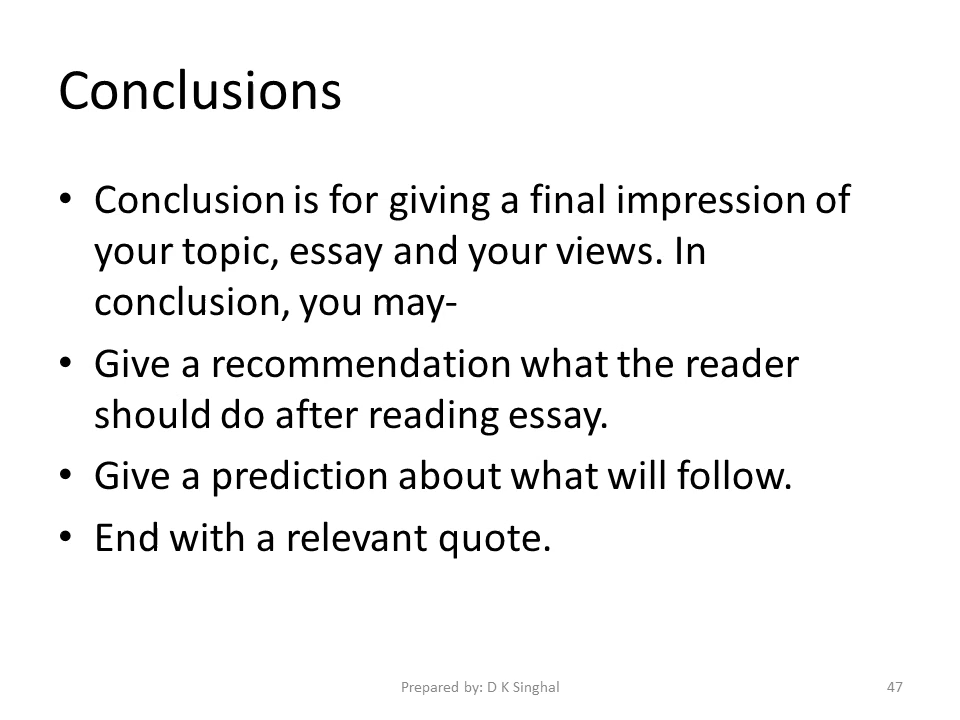 Conclusions
• Conclusion is for giving a final impression of
your topic, essay and your views. In
conclusion, you may-
• Give a recommendation what the reader
should do after reading essay.
• Give a prediction about what will follow.
• End with a relevant quote.
Prepared by: D K Singhal
47